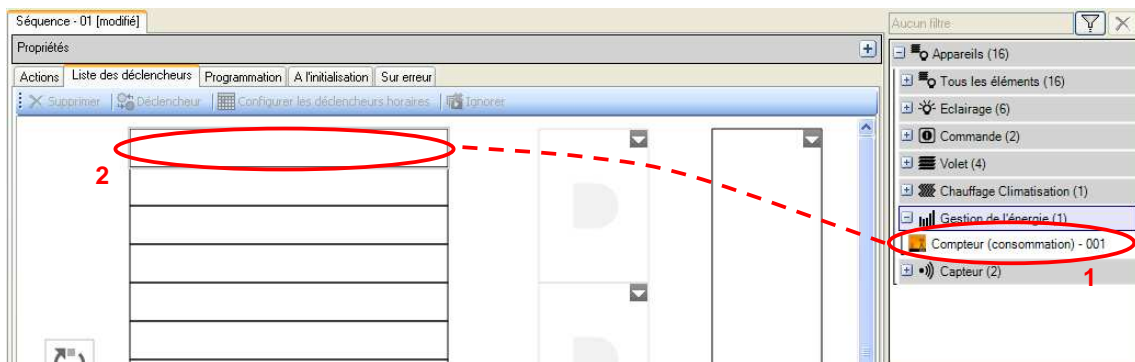 Séquence - 01 [modifié]
Propriétés
Actions Liste des déclencheurs Programmation A l'initialisation Sur erreur
Supprimer Déclencheur Configurer les déclencheurs horaires Ignorer
2
Aucun filtre
Appareils (16)
Tous les éléments (16)
Eclairage (6)
Commande (2)
Volet (4)
Chauffage Climatisation (1)
Gestion de l'énergie (1)
Compteur (consommation) - 001
Capteur (2)
1